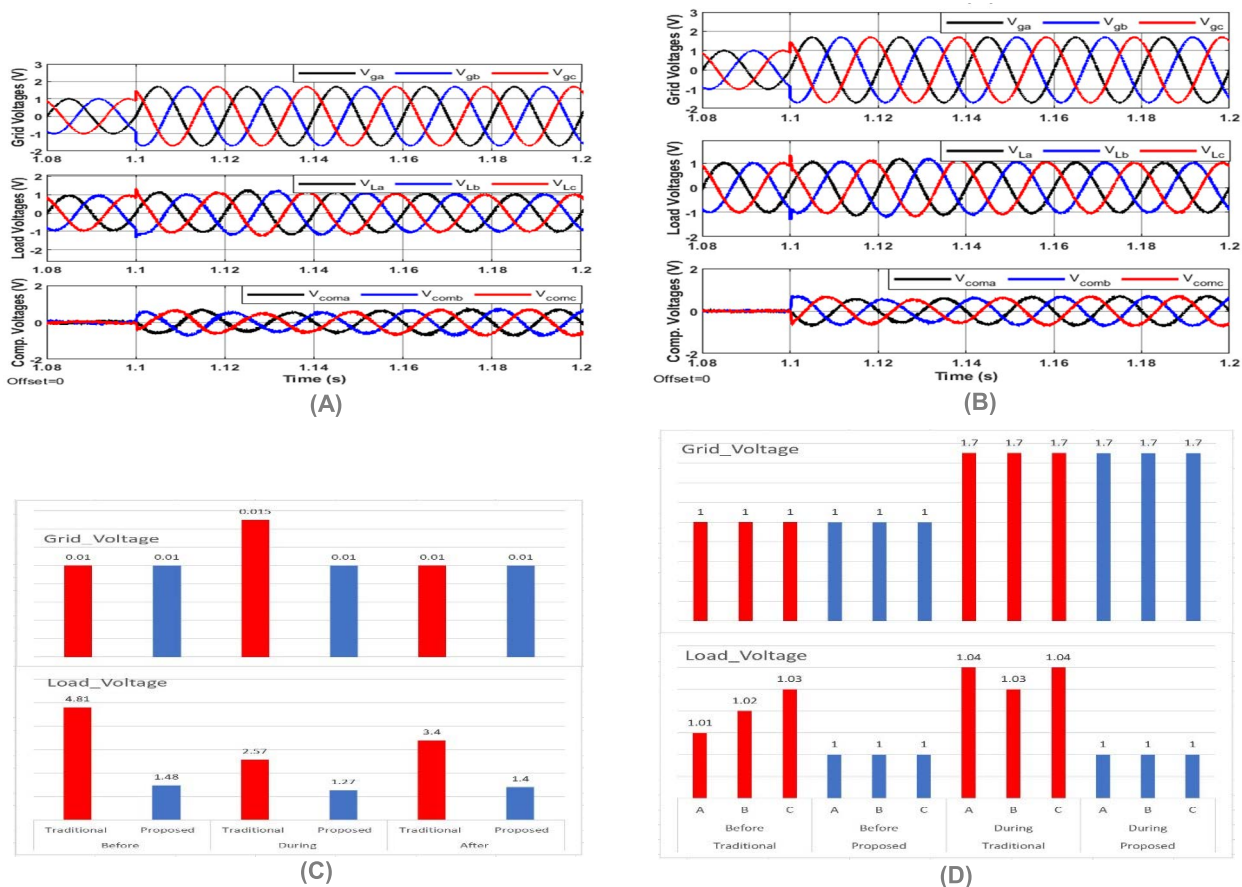 V_ga V_gb V_gc
Grid Voltages (V)
3
2
1
0
-1
-2
1.08 1.1 1.12 1.14 1.16 1.18 1.2
V_La V_Lb V_Lc
Load Voltages (V)
2
1
0
-1
-2
1.08 1.1 1.12 1.14 1.16 1.18 1.2
V_coma V_comb V_comc
Comp. Voltages (V)
2
0
-2
1.08 1.1 1.12 1.14 1.16 1.18 1.2
Offset=0
Time (s)
(A)
V_ga V_gb V_gc
Grid Voltages (V)
3
2
1
0
-1
-2
1.08 1.1 1.12 1.14 1.16 1.18 1.2
V_La V_Lb V_Lc
Load Voltages (V)
2
1
0
-1
-2
1.08 1.1 1.12 1.14 1.16 1.18 1.2
V_coma V_comb V_comc
Comp. Voltages (V)
2
0
-2
1.08 1.1 1.12 1.14 1.16 1.18 1.2
Offset=0
Time (s)
(B)
Grid_Voltage
0.01 0.01 0.015 0.01 0.01 0.01
Load_Voltage
4.81 1.48 2.57 1.27 3.4 1.4
Traditional Proposed Traditional Proposed Traditional Proposed
Before During After
(C)
Grid_Voltage
1 1 1 1 1 1 1.7 1.7 1.7 1.7 1.7 1.7
Load_Voltage
1.01 1.02 1.03 1 1 1 1.04 1.03 1.04 1 1 1
A B C A B C A B C A B C
Before Before During During
Traditional Proposed Traditional Proposed
(D)